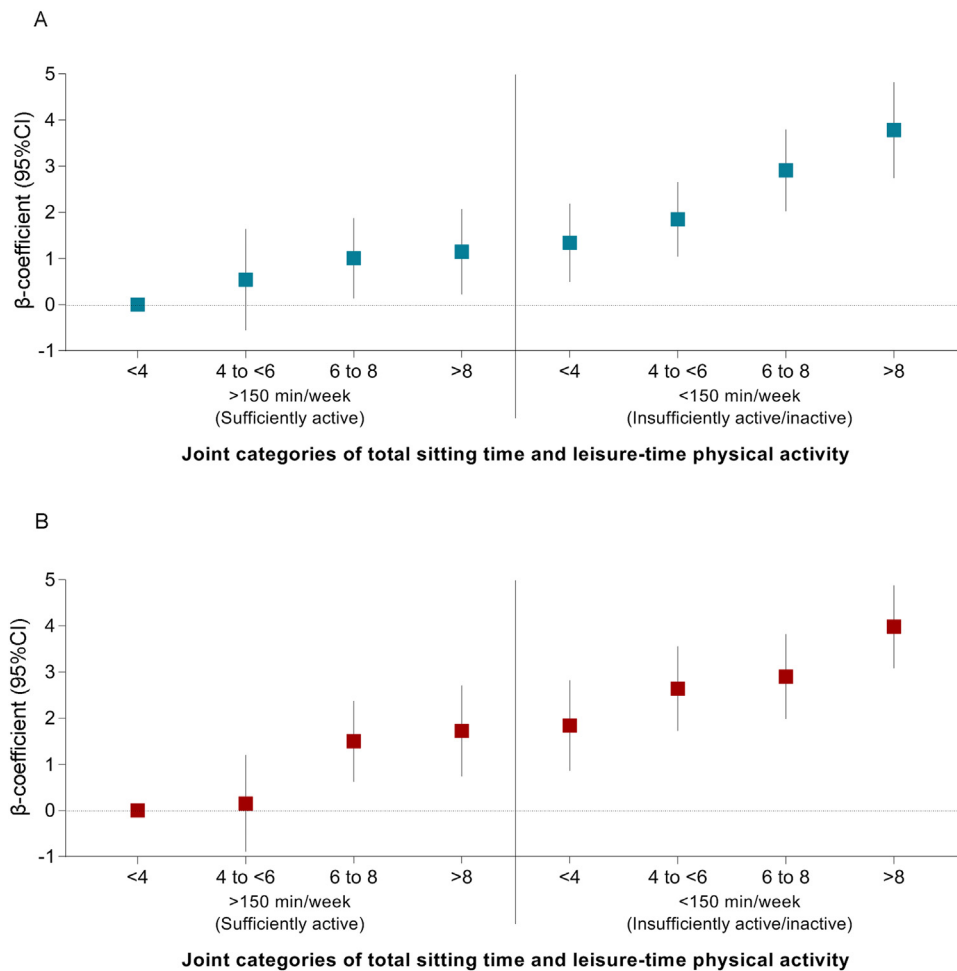 A
β-coefficient (95%CI)
5
4
3
2
1
0
-1
<4 4 to <6 6 to 8 >8 <4 4 to <6 6 to 8 >8
>150 min/week <150 min/week
(Sufficiently active) (Insufficiently active/inactive)
Joint categories of total sitting time and leisure-time physical activity
B
β-coefficient (95%CI)
5
4
3
2
1
0
-1
<4 4 to <6 6 to 8 >8 <4 4 to <6 6 to 8 >8
>150 min/week <150 min/week
(Sufficiently active) (Insufficiently active/inactive)
Joint categories of total sitting time and leisure-time physical activity